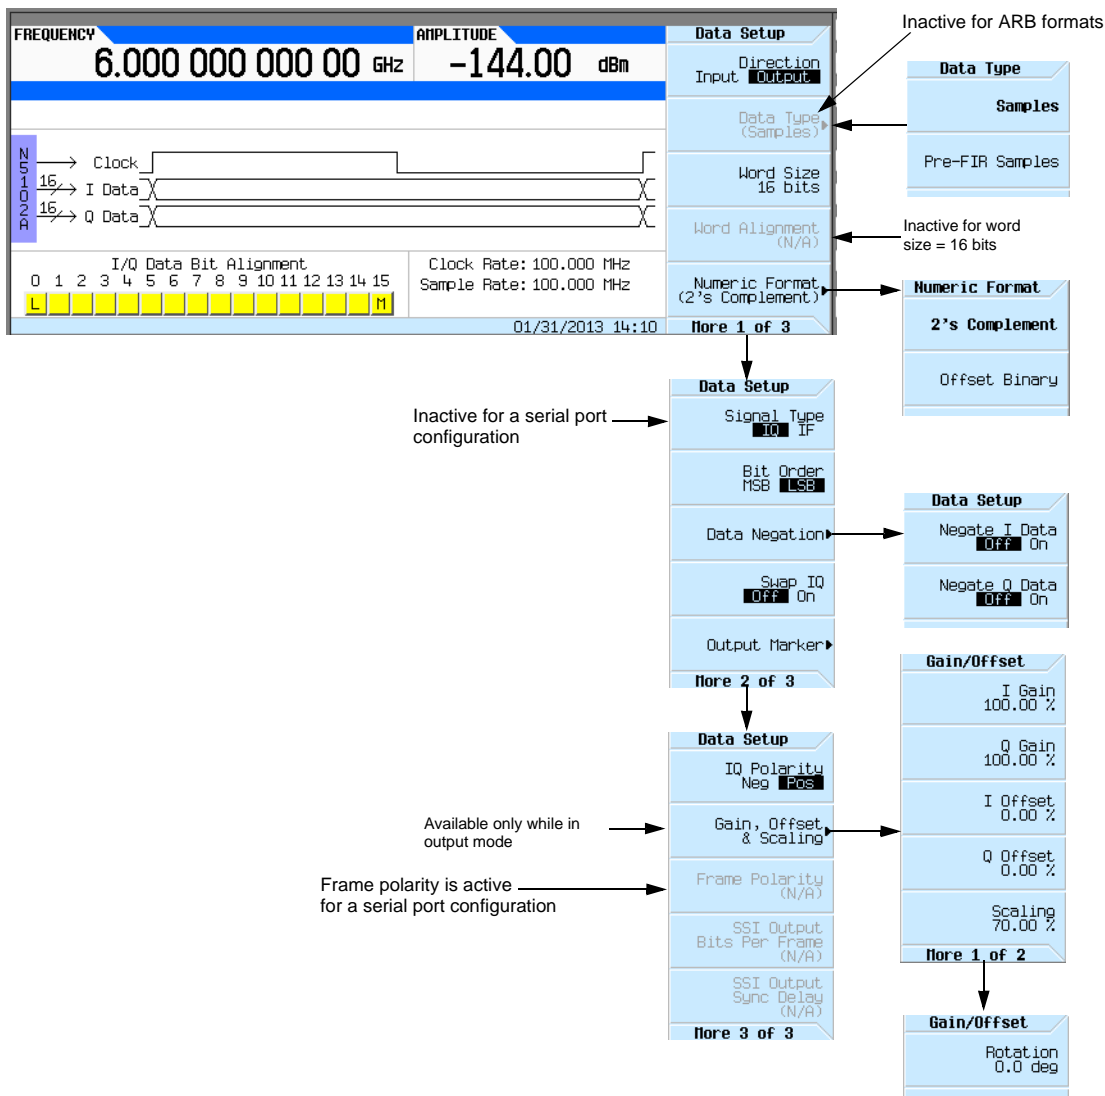 FREQUENCY
6.000 000 000 00 GHz
AMPLITUDE
-144.00 dBm
N5102A
Clock
16
I Data
16
Q Data
I/Q Data Bit Alignment
0 1 2 3 4 5 6 7 8 9 10 11 12 13 14 15
L M
Clock Rate: 100.000 MHz
Sample Rate: 100.000 MHz
01/31/2013 14:10
Data Setup
Direction
Input Output
Data Type
(Samples)
Word Size
16 bits
Word Alignment
(N/A)
Numeric Format
(2's Complement)
More 1 of 3
Inactive for ARB formats
Data Type
Samples
Pre-FIR Samples
Inactive for word
size = 16 bits
Numeric Format
2's Complement
Offset Binary
Inactive for a serial port
configuration
Data Setup
Signal Type
IQ IF
Bit Order
MSB LSB
Data Negation
Swap IQ
Off On
Output Marker
More 2 of 3
Data Setup
Negate I Data
Off On
Negate Q Data
Off On
Available only while in
output mode
Frame polarity is active
for a serial port configuration
Data Setup
IQ Polarity
Neg Pos
Gain, Offset
& Scaling
Frame Polarity
(N/A)
SSI Output
Bits Per Frame
(N/A)
SSI Output
Sync Delay
(N/A)
More 3 of 3
Gain/Offset
I Gain
100.00 %
Q Gain
100.00 %
I Offset
0.00 %
Q Offset
0.00 %
Scaling
70.00 %
More 1 of 2
Gain/Offset
Rotation
0.0 deg